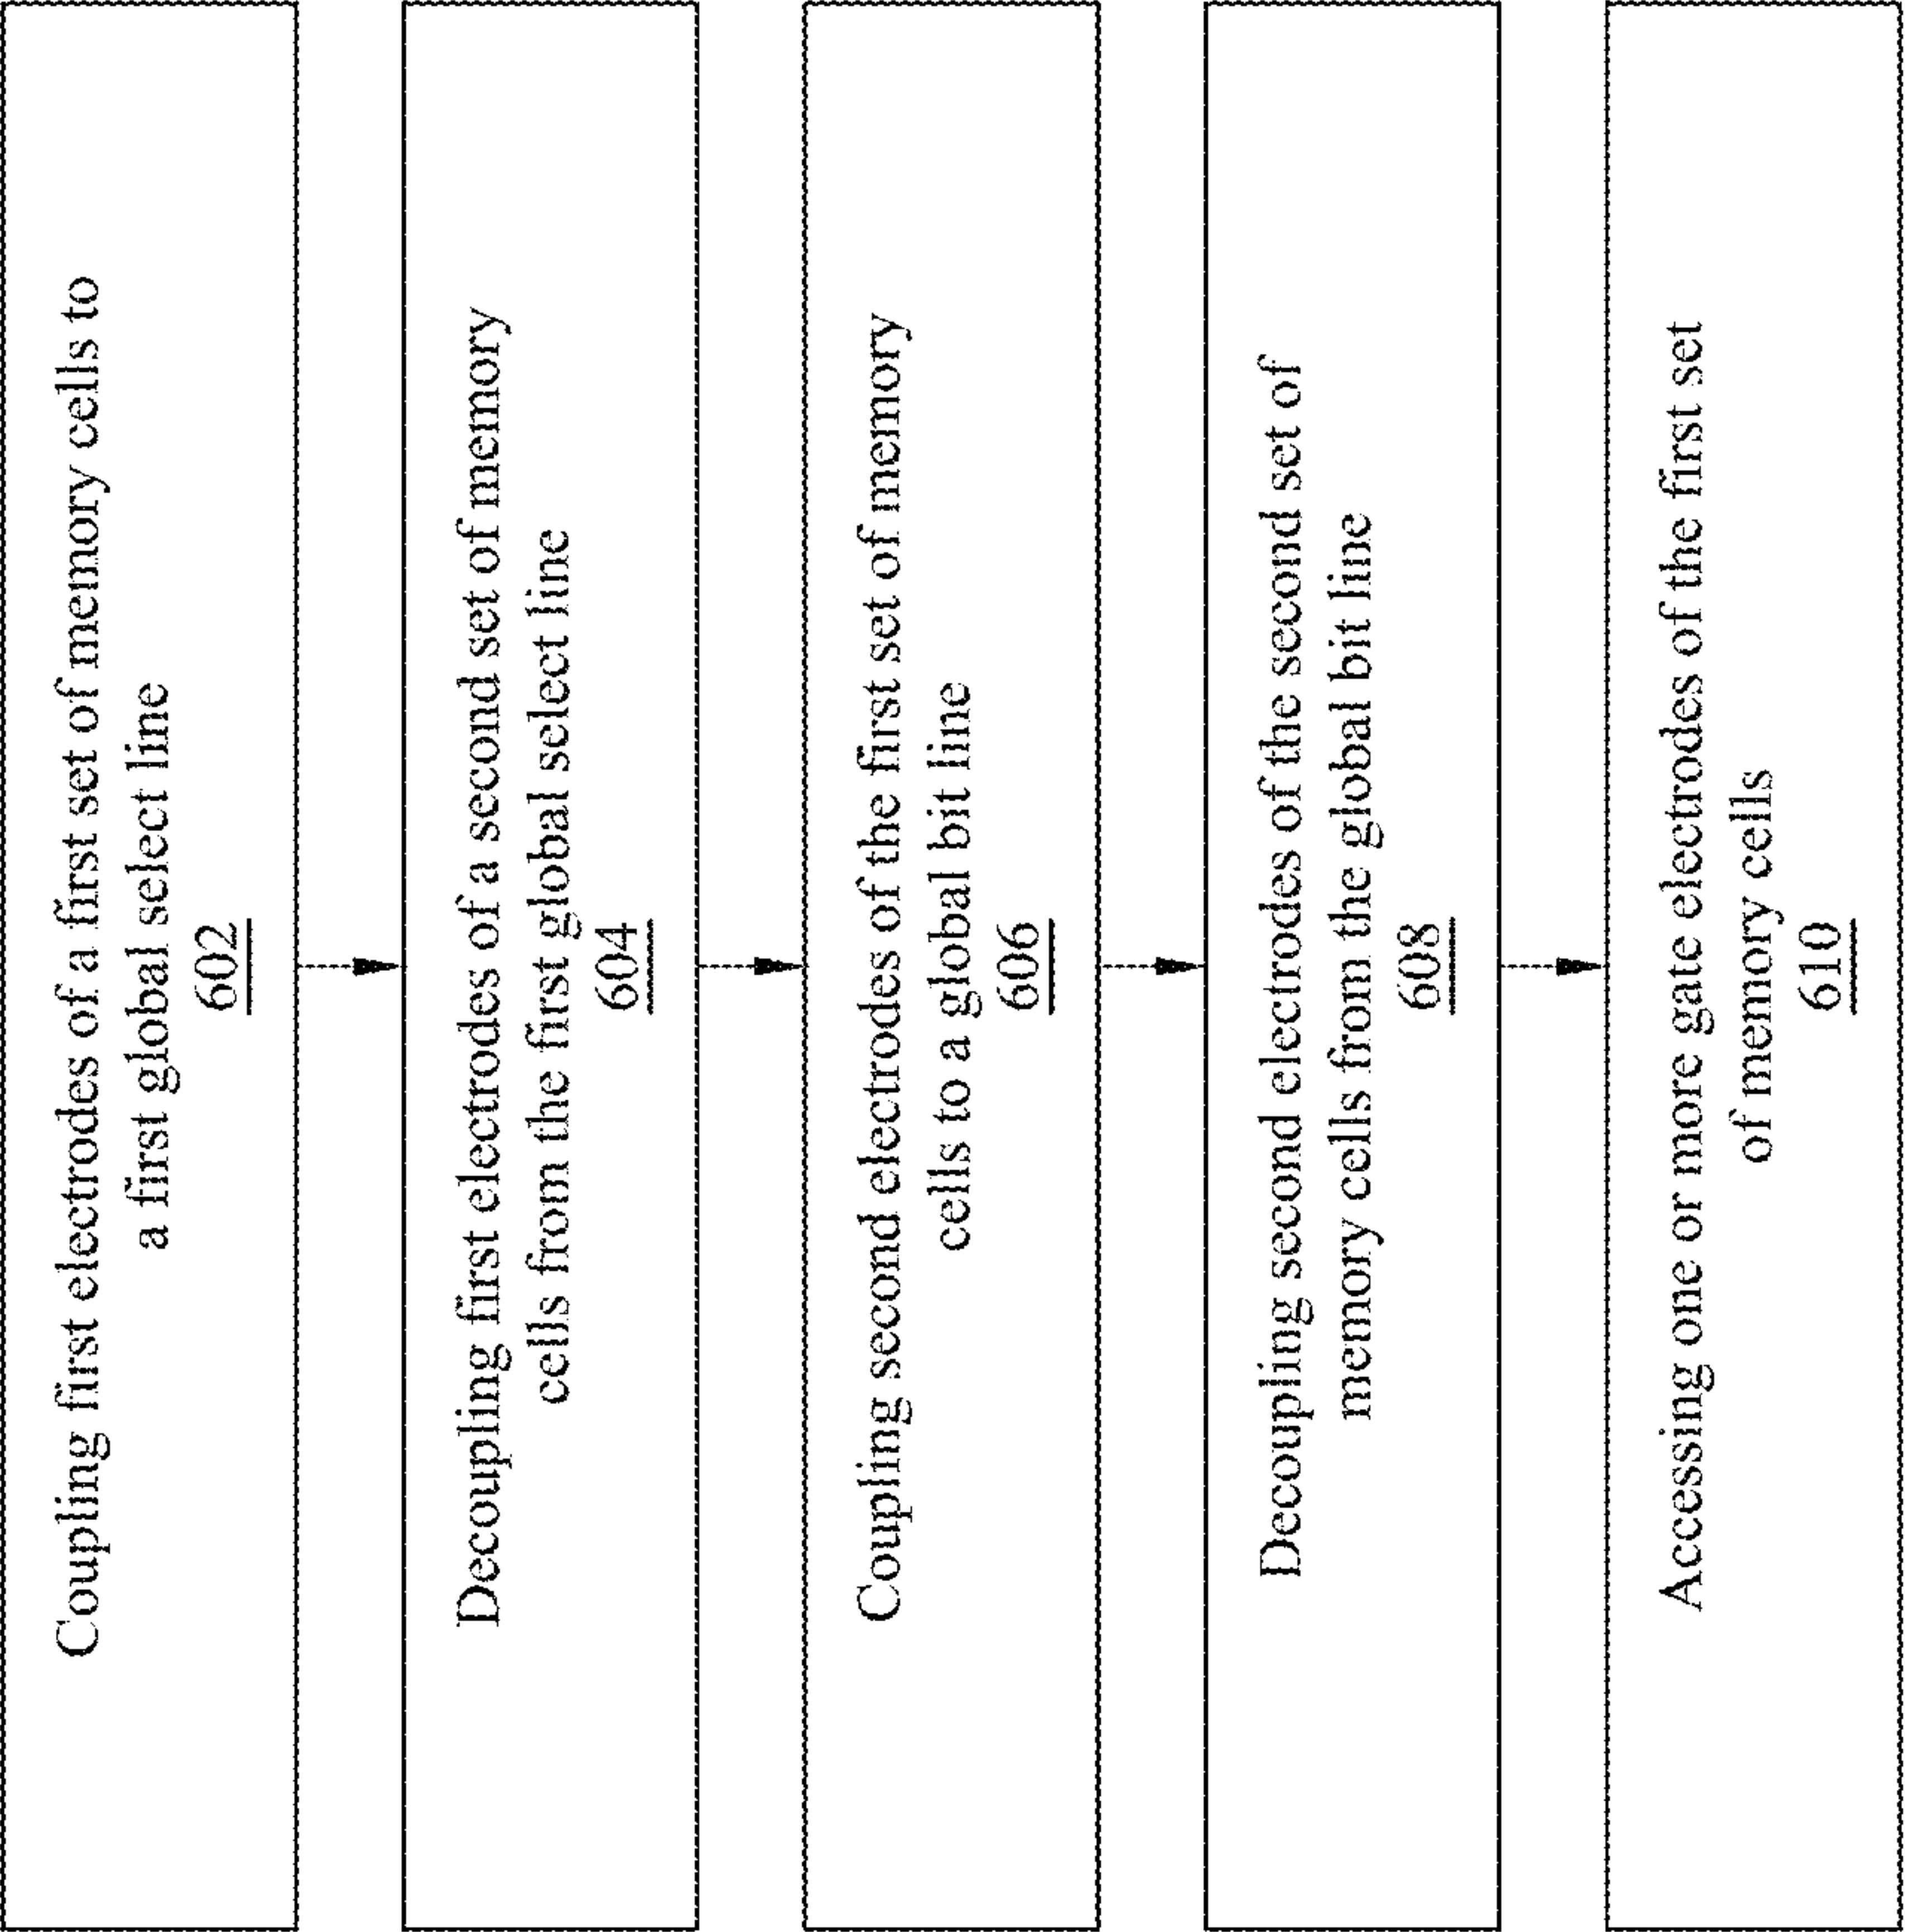 Coupling first electrodes of a first set of memory cells to
a first global select line
602
Decoupling first electrodes of a second set of memory
cells from the first global select line
604
Coupling second electrodes of the first set of memory
cells to a global bit line
606
Decoupling second electrodes of the second set of
memory cells from the global bit line
608
Accessing one or more gate electrodes of the first set
of memory cells
610